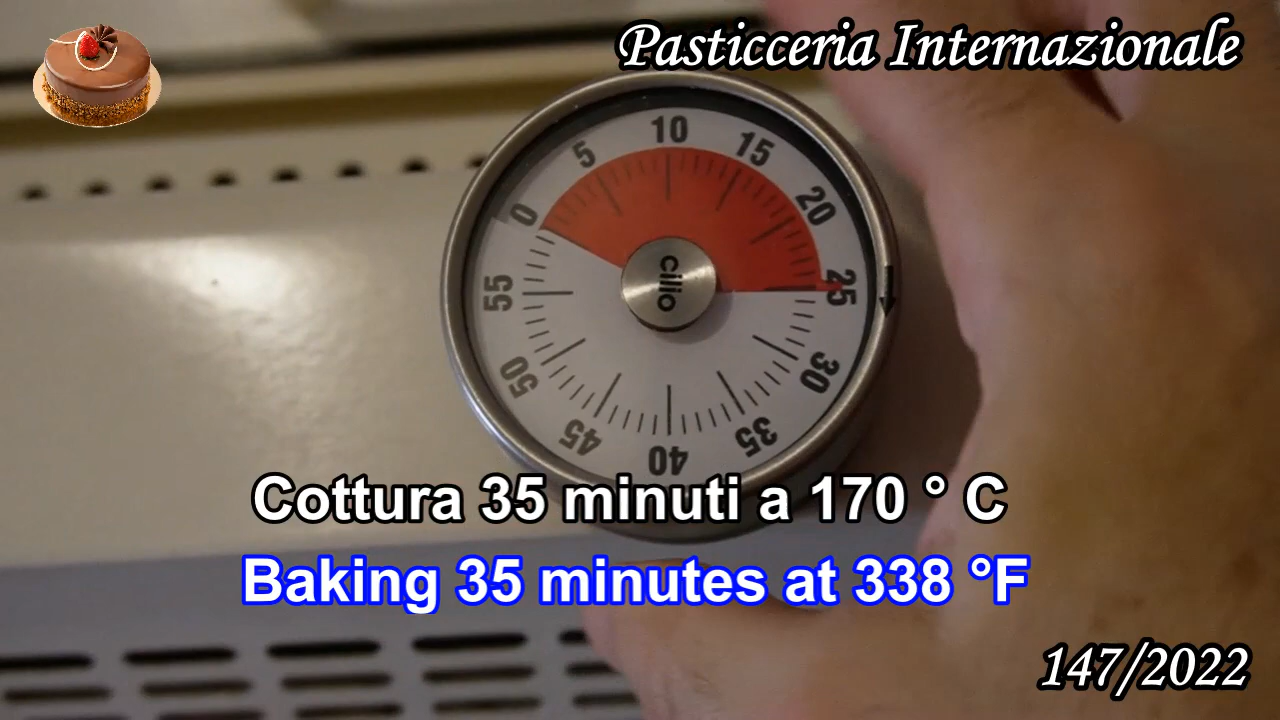 Pasticceria Internazionale
0 5 10 15 20 25 30 35 40 45 50 55
cilio
Cottura 35 minuti a 170 ° C
Baking 35 minutes at 338 °F
147/2022